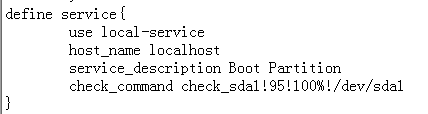 define service{
use local-service
host_name localhost
service_description Boot Partition
check_command check_sda1!95!100%!/dev/sda1
}